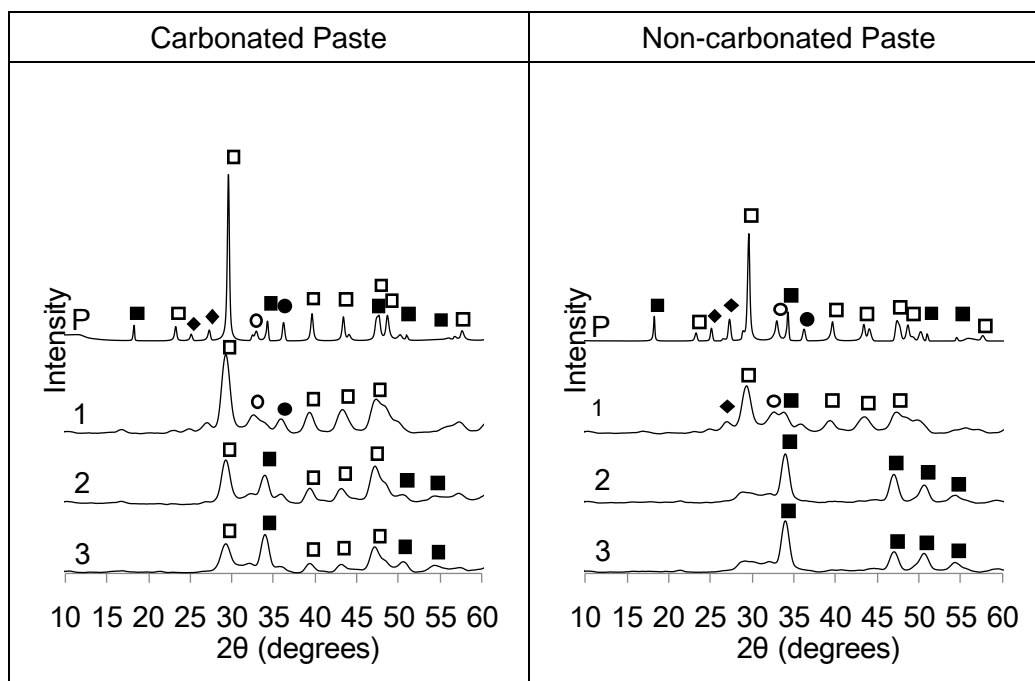 Carbonated Paste
Non-carbonated Paste
Intensity
P
1
2
3
10 15 20 25 30 35 40 45 50 55 60
2θ (degrees)
Intensity
P
1
2
3
10 15 20 25 30 35 40 45 50 55 60
2θ (degrees)